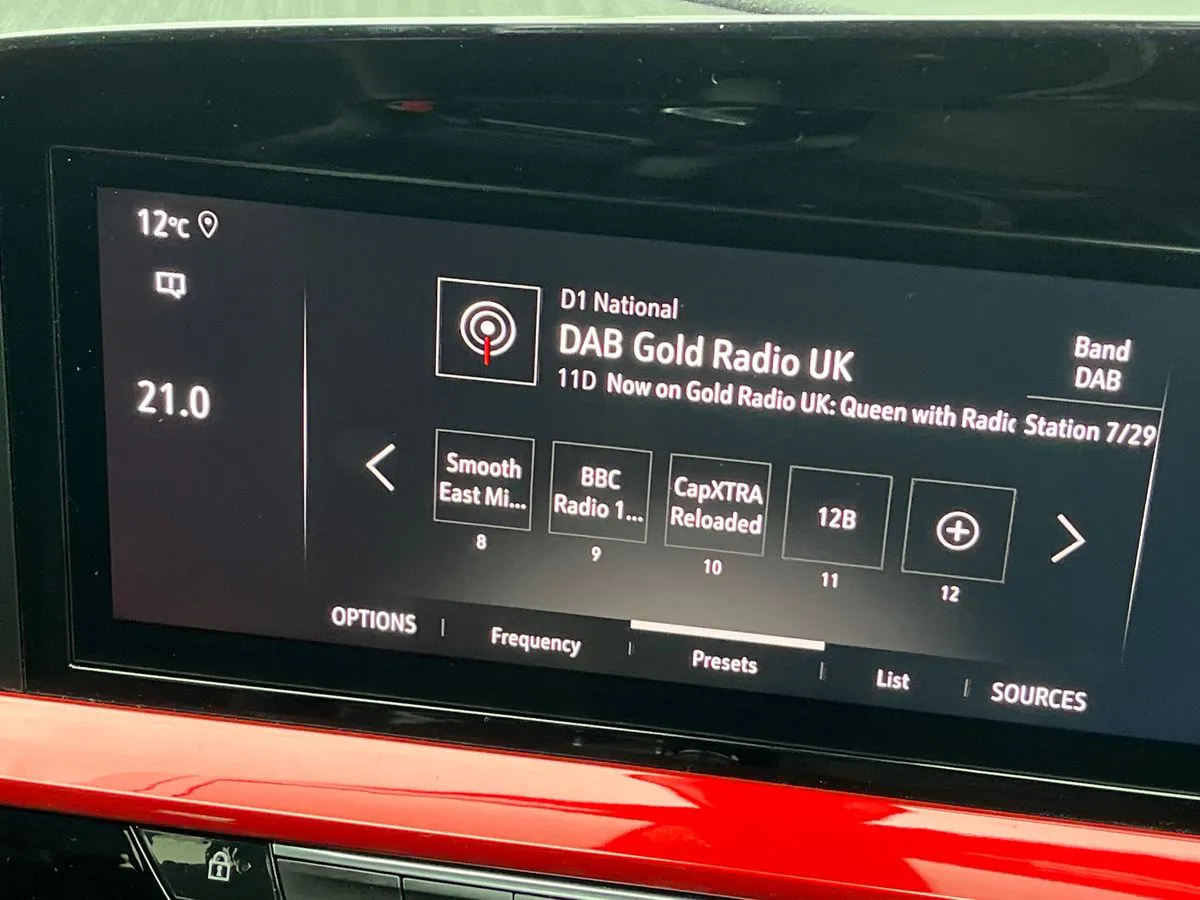 12°C
21.0
D1 National
DAB Gold Radio UK
11D Now on Gold Radio UK: Queen with Radic
Band
DAB
Station 7/29
Smooth
East Mi...
8
BBC
Radio 1...
9
CapXTRA
Reloaded
10
12B
11
12
OPTIONS
Frequency
Presets
List
SOURCES